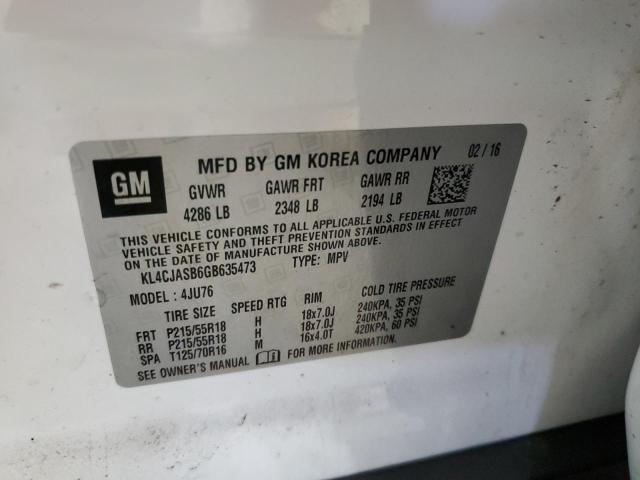 GM
MFD BY GM KOREA COMPANY 02 / 16
GVWR GAWR FRT GAWR RR
4286 LB 2348 LB 2194 LB
THIS VEHICLE CONFORMS TO ALL APPLICABLE U.S. FEDERAL MOTOR
VEHICLE SAFETY AND THEFT PREVENTION STANDARDS IN EFFECT ON THE
DATE OF MANUFACTURE SHOWN ABOVE.
KL4CJASB6GB635473 TYPE: MPV
MODEL : 4JU76
TIRE SIZE SPEED RTG RIM COLD TIRE PRESSURE
FRT P215/55R18 H 18x7.0J 240KPA, 35 PSI
RR P215/55R18 H 18x7.0J 240KPA, 35 PSI
SPA T125/70R16 M 16x4.0T 420KPA, 60 PSI
SEE OWNER'S MANUAL FOR MORE INFORMATION.